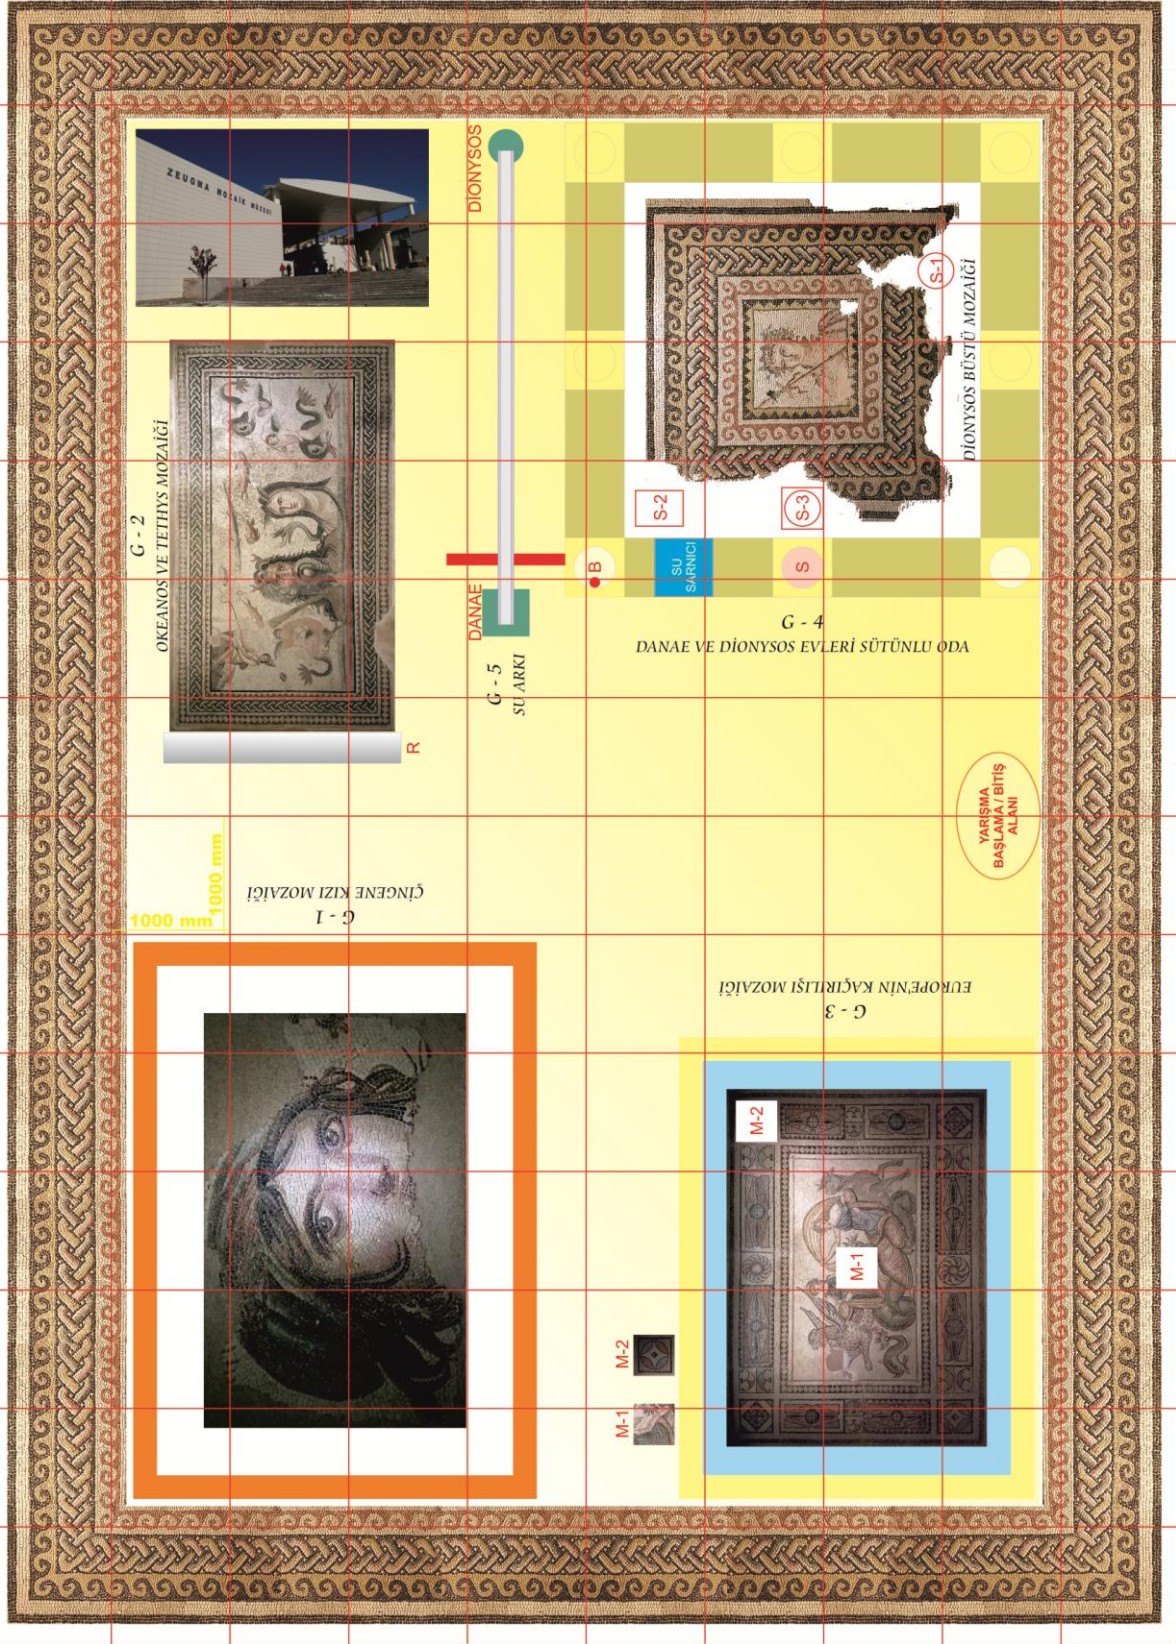 ZEUGMA MOZAİK MÜZESİ
DİONYSOS
G - 2
OKEANOS VE TETHYS MOZAİĞİ
S-1
DİONYSOS BÜSTÜ MOZAİĞİ
S-2
S-3
DANAE
B
SU
SARNICI
S
G - 5
SU ARKI
G - 4
DANAE VE DİONYSOS EVLERİ SÜTÜNLU ODA
R
YARIŞMA
BAŞLAMA / BİTİŞ
ALANI
1000 mm
1000 mm
G - 1
ÇİNGENE KIZI MOZAİĞİ
G - 3
EUROPE'NİN KAÇIRILIŞI MOZAİĞİ
M-2
M-1
M-2
M-1